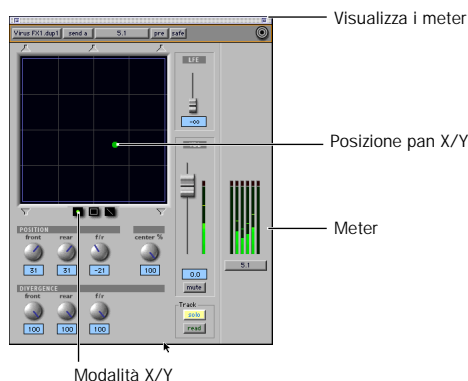 Visualizza i meter
Virus FX1.dup1 send a 5.1 pre safe
LFE
-∞
Posizione pan X/Y
Meter
POSITION
front rear f/r center %
31 31 -21 100
0.0
5.1
mute
DIVERGENCE
front rear f/r
100 100 100
Track
solo
read
Modalità X/Y